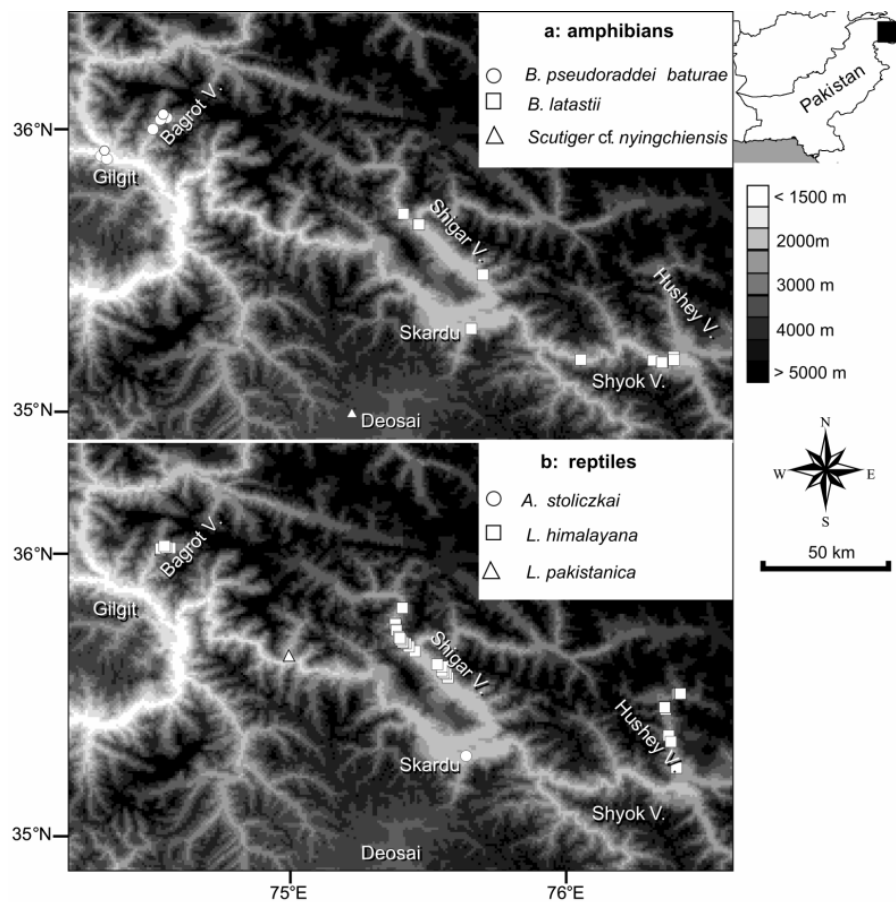 a: amphibians
B. pseudoraddei baturae
B. latastii
Scutiger cf. nyingchiensis
Pakistan
Bagrot V.
36°N
Gilgit
Shigar V.
Hushey V.
Skardu
Shyok V.
35°N
Deosai
< 1500 m
2000m
3000 m
4000 m
> 5000 m
N
W
E
S
50 km
b: reptiles
A. stoliczkai
L. himalayana
L. pakistanica
Bagrot V.
36°N
Gilgit
Shigar V.
Hushey V.
Skardu
Shyok V.
35°N
Deosai
75°E
76°E